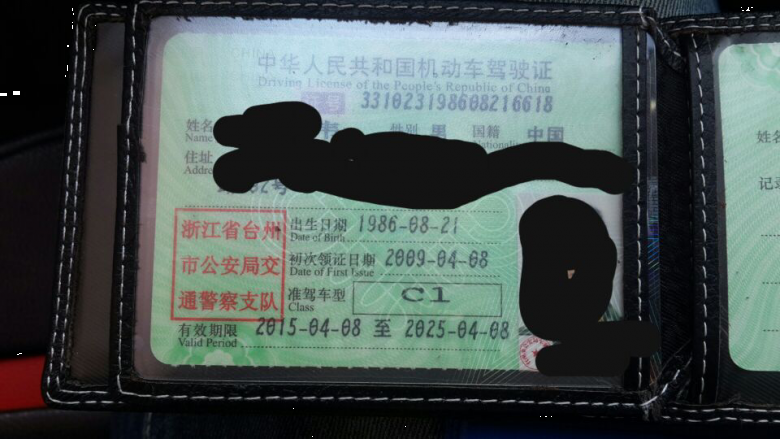 中华人民共和国机动车驾驶证
Driving License of the People's Republic of China
证号 331023198608216618
姓名 性别 男 国籍 中国
Name
住址
浙江省台州
市公安局交
通警察支队
出生日期 1986-08-21
Date of Birth
初次领证日期 2009-04-08
Date of First Issue
准驾车型 C1
Class
有效期限 2015-04-08 至 2025-04-08
Valid Period